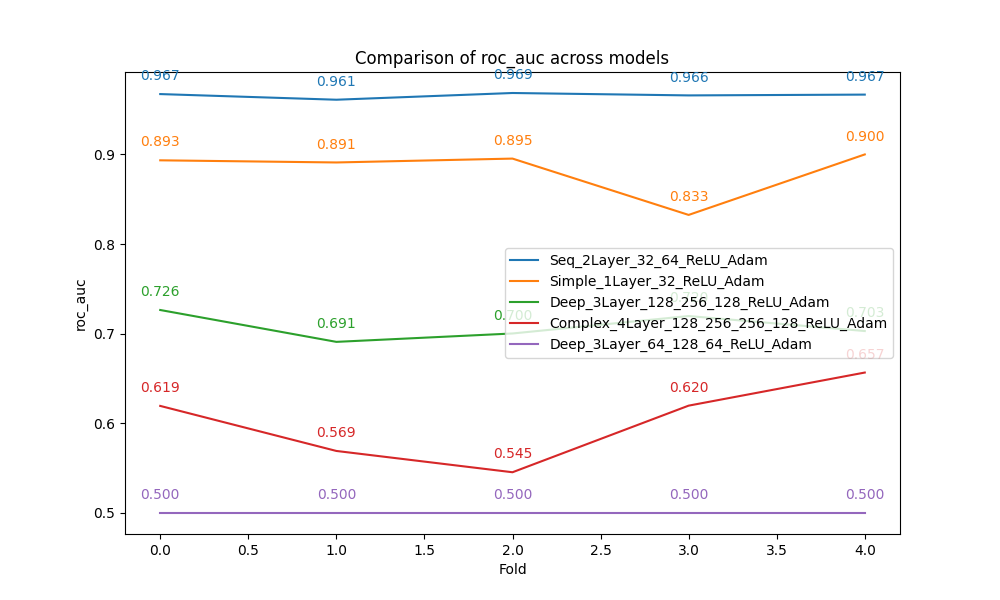 Comparison of roc_auc across models
0.967 0.961 0.969 0.966 0.967
0.893 0.891 0.895 0.833 0.900
0.726 0.691 0.700 0.703
0.619 0.569 0.545 0.620 0.657
0.500 0.500 0.500 0.500 0.500
Seq_2Layer_32_64_ReLU_Adam
Simple_1Layer_32_ReLU_Adam
Deep_3Layer_128_256_128_ReLU_Adam
Complex_4Layer_128_256_256_128_ReLU_Adam
Deep_3Layer_64_128_64_ReLU_Adam
roc_auc
0.9
0.8
0.7
0.6
0.5
0.0 0.5 1.0 1.5 2.0 2.5 3.0 3.5 4.0
Fold